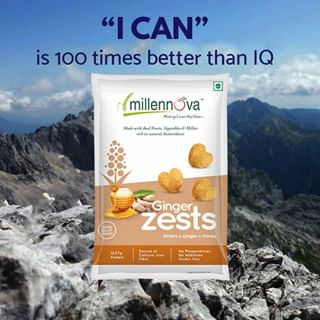 “I CAN”
is 100 times better than IQ
millennova
Making Lives Healthier...
Made with Real Fruits, Vegetables & Millets
rich in natural Antioxidants
Ginger
Zests
Millets + Ginger + Honey
Protein
Source of
Calcium, Iron
Fiber
No Preservatives
No Additives
Gluten Free